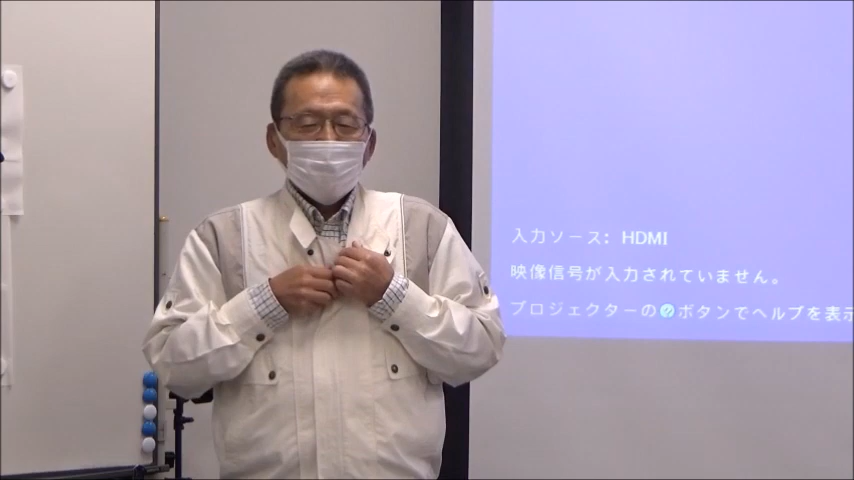 入力ソース: HDMI
映像信号が入力されていません。
プロジェクターの?ボタンでヘルプを表示